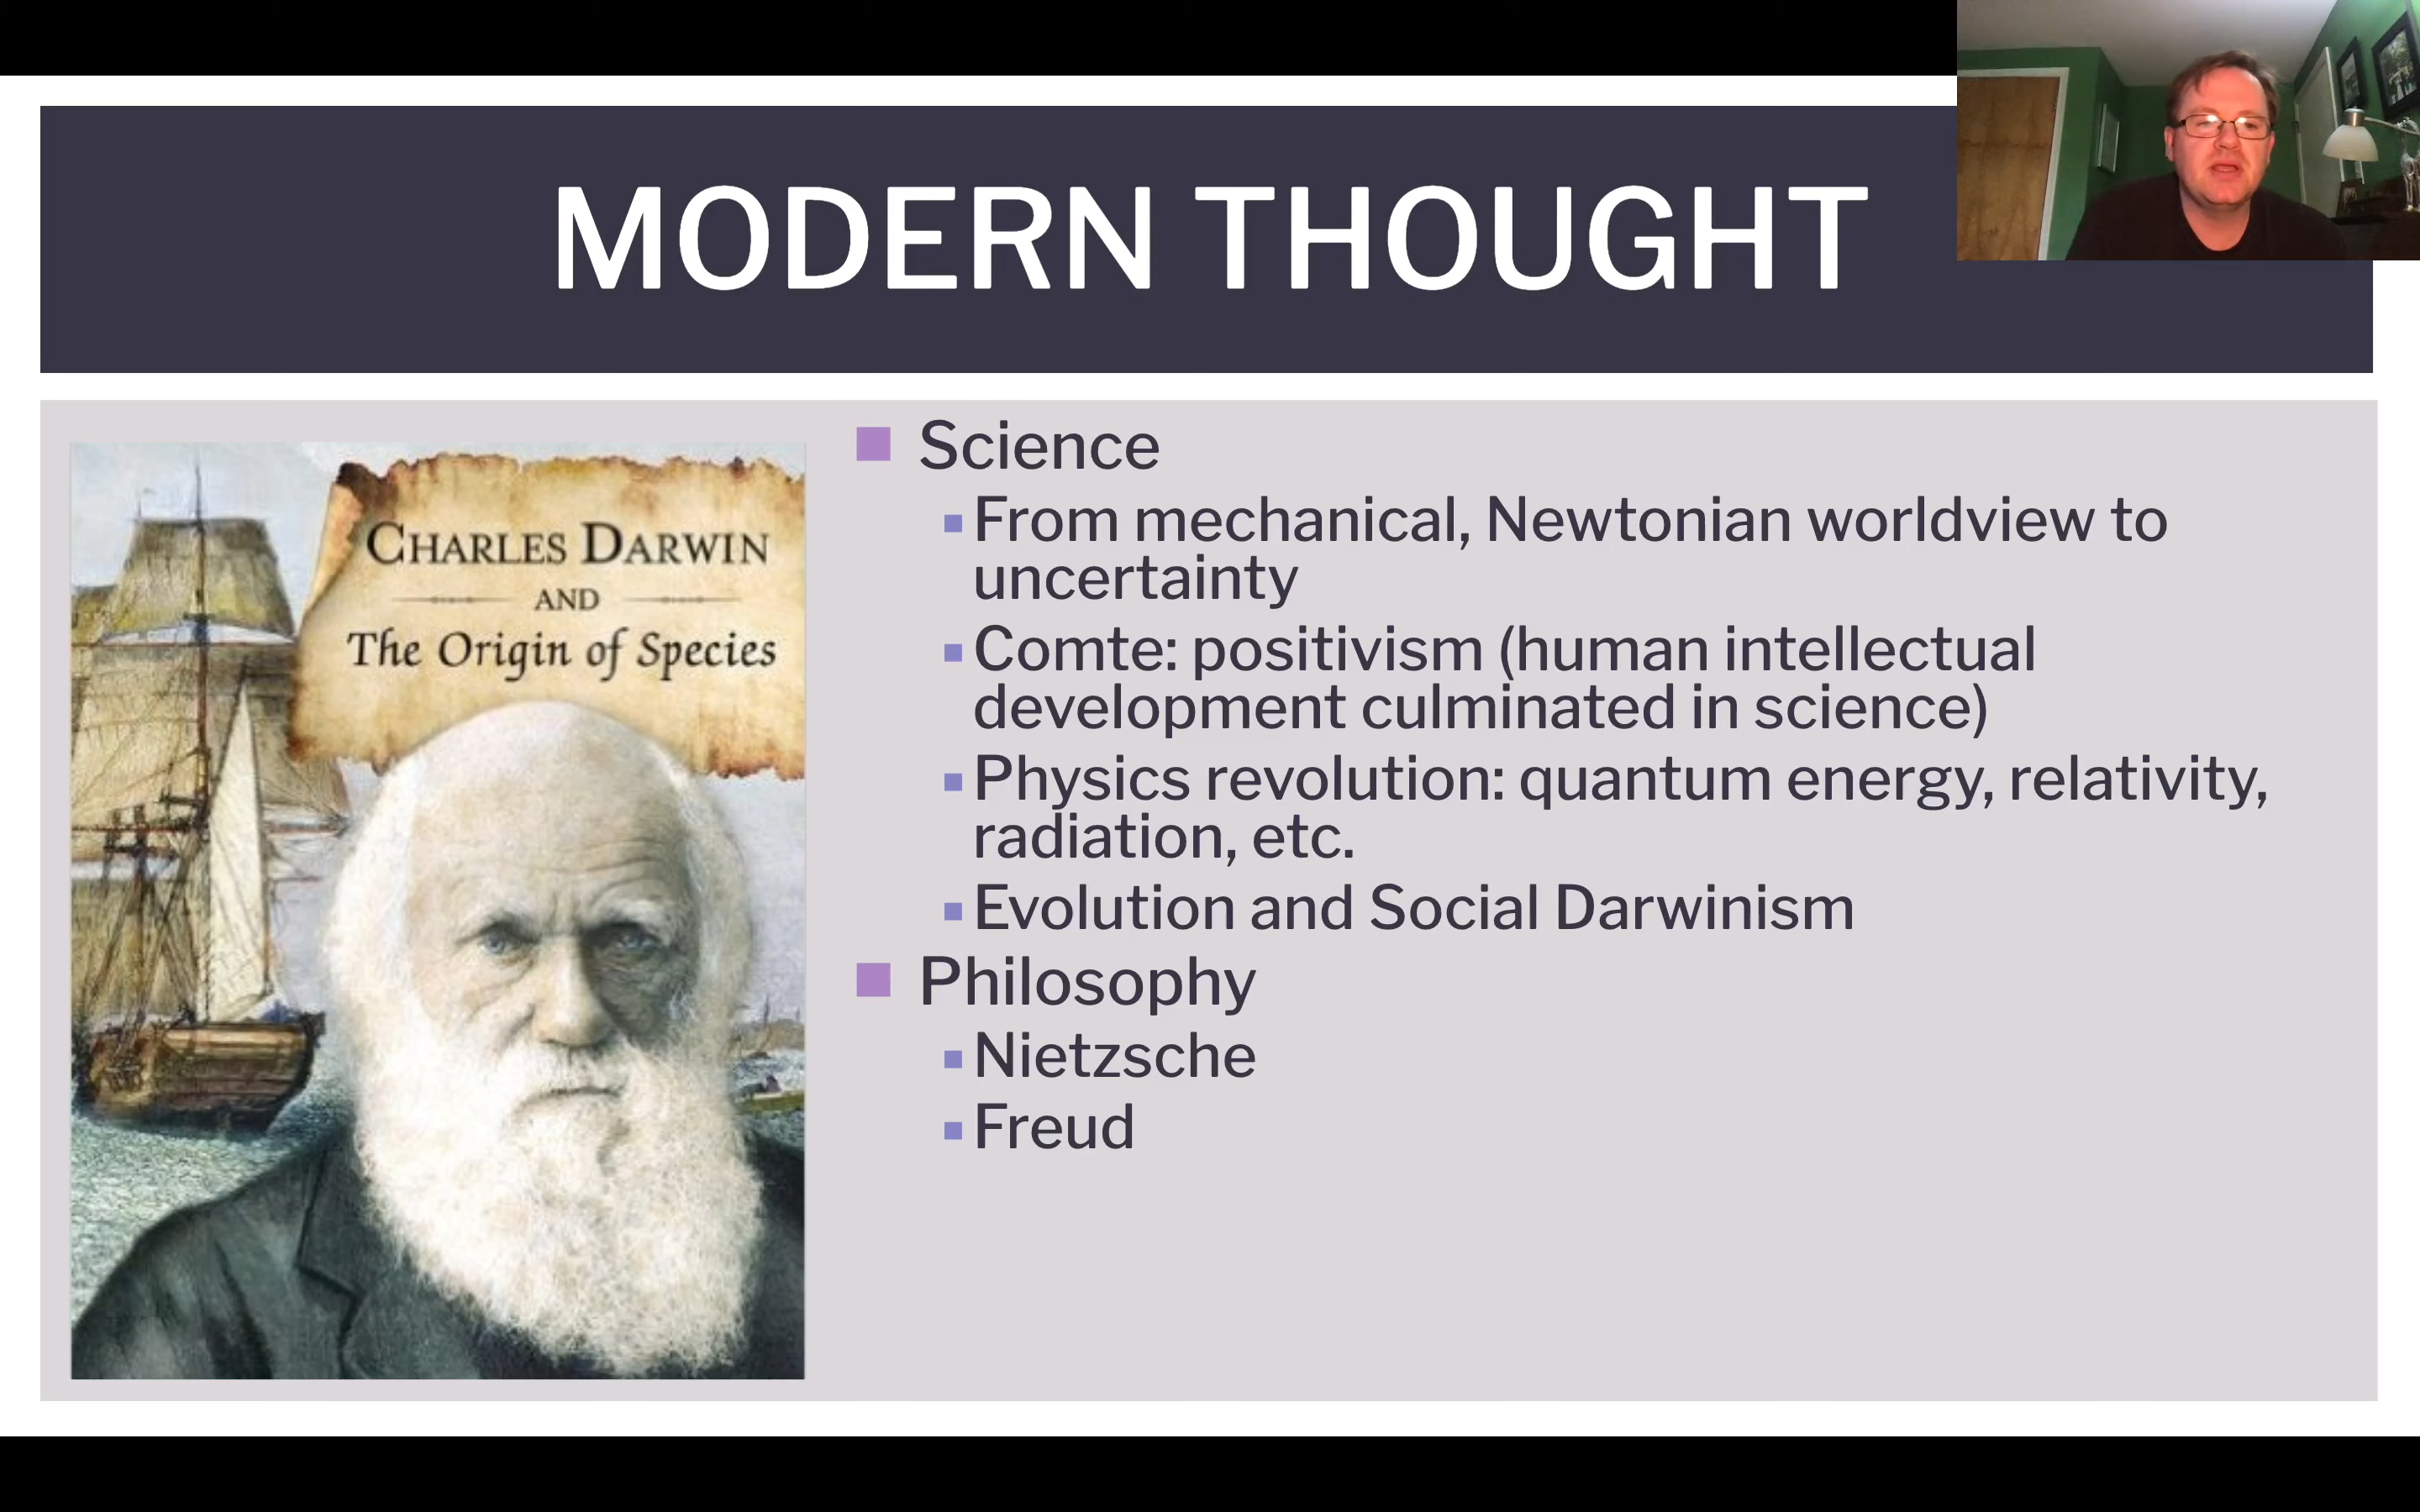 MODERN THOUGHT
CHARLES DARWIN
AND
The Origin of Species
Science
From mechanical, Newtonian worldview to
uncertainty
Comte: positivism (human intellectual
development culminated in science)
Physics revolution: quantum energy, relativity,
radiation, etc.
Evolution and Social Darwinism
Philosophy
Nietzsche
Freud